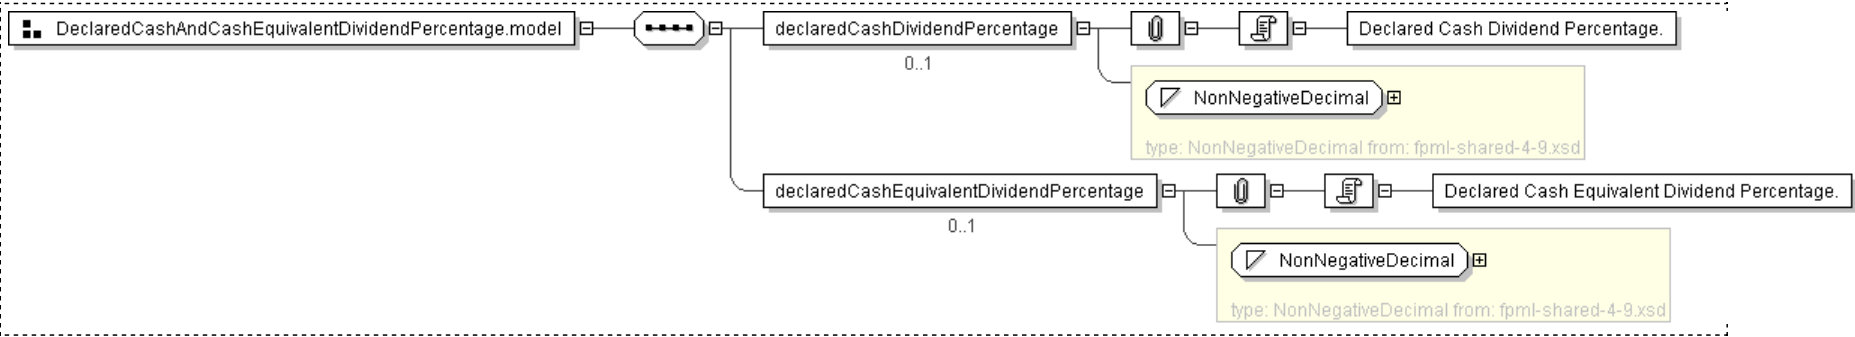 DeclaredCashAndCashEquivalentDividendPercentage.model
declaredCashDividendPercentage
Declared Cash Dividend Percentage.
0..1
NonNegativeDecimal
type: NonNegativeDecimal from: fpml-shared-4-9.xsd
declaredCashEquivalentDividendPercentage
Declared Cash Equivalent Dividend Percentage.
0..1
NonNegativeDecimal
type: NonNegativeDecimal from: fpml-shared-4-9.xsd